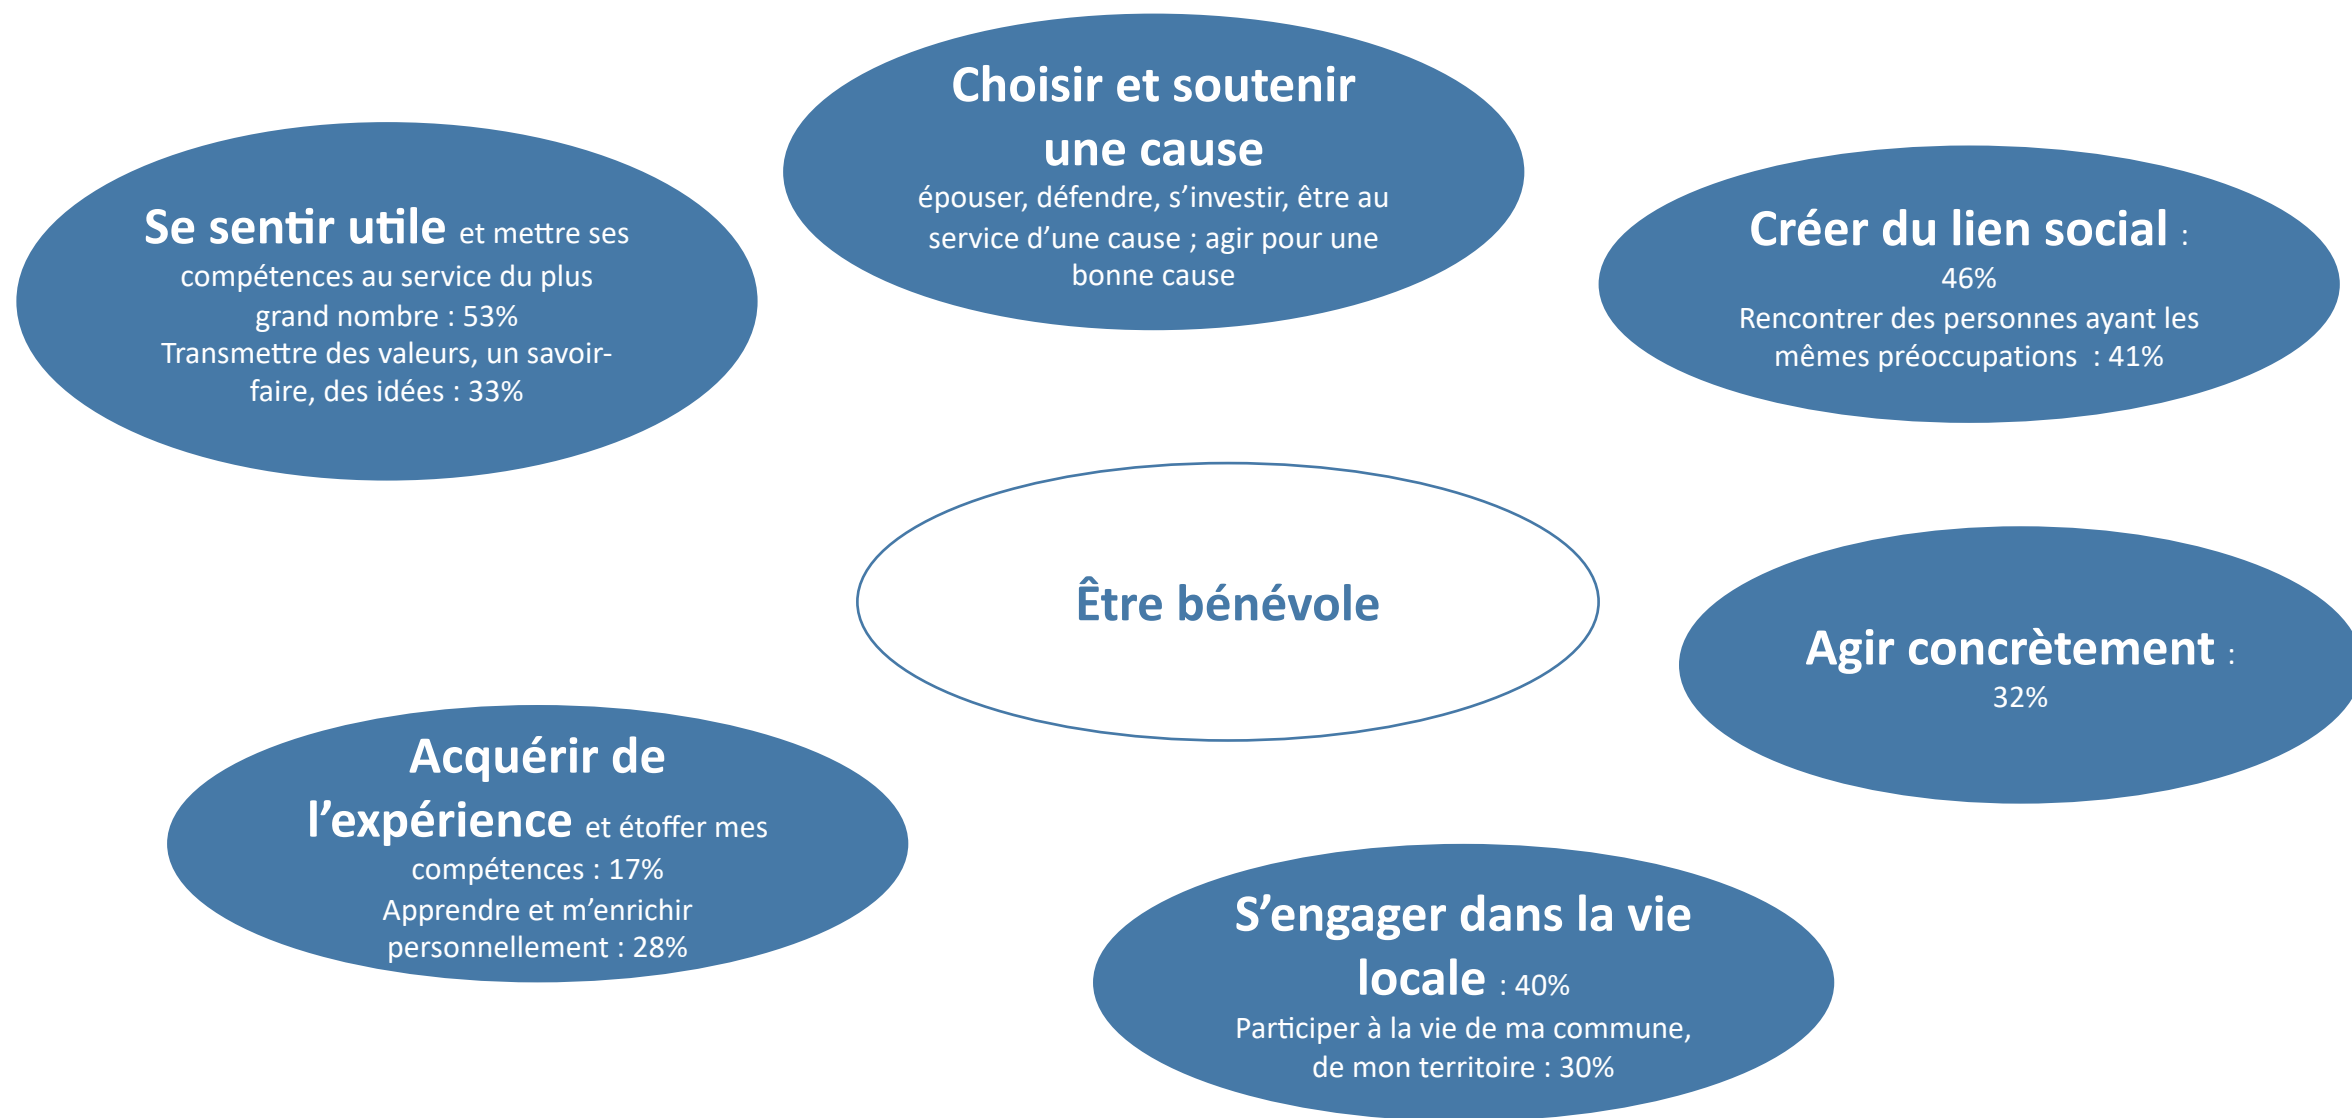 Choisir et soutenir
une cause
épouser, défendre, s’investir, être au
service d’une cause ; agir pour une
bonne cause
Se sentir utile et mettre ses
compétences au service du plus
grand nombre : 53%
Transmettre des valeurs, un savoir-
faire, des idées : 33%
Créer du lien social :
46%
Rencontrer des personnes ayant les
mêmes préoccupations  : 41%
Être bénévole
Agir concrètement :
32%
Acquérir de
l’expérience et étoffer mes
compétences : 17%
Apprendre et m’enrichir
personnellement : 28%
S’engager dans la vie
locale : 40%
Participer à la vie de ma commune,
de mon territoire : 30%